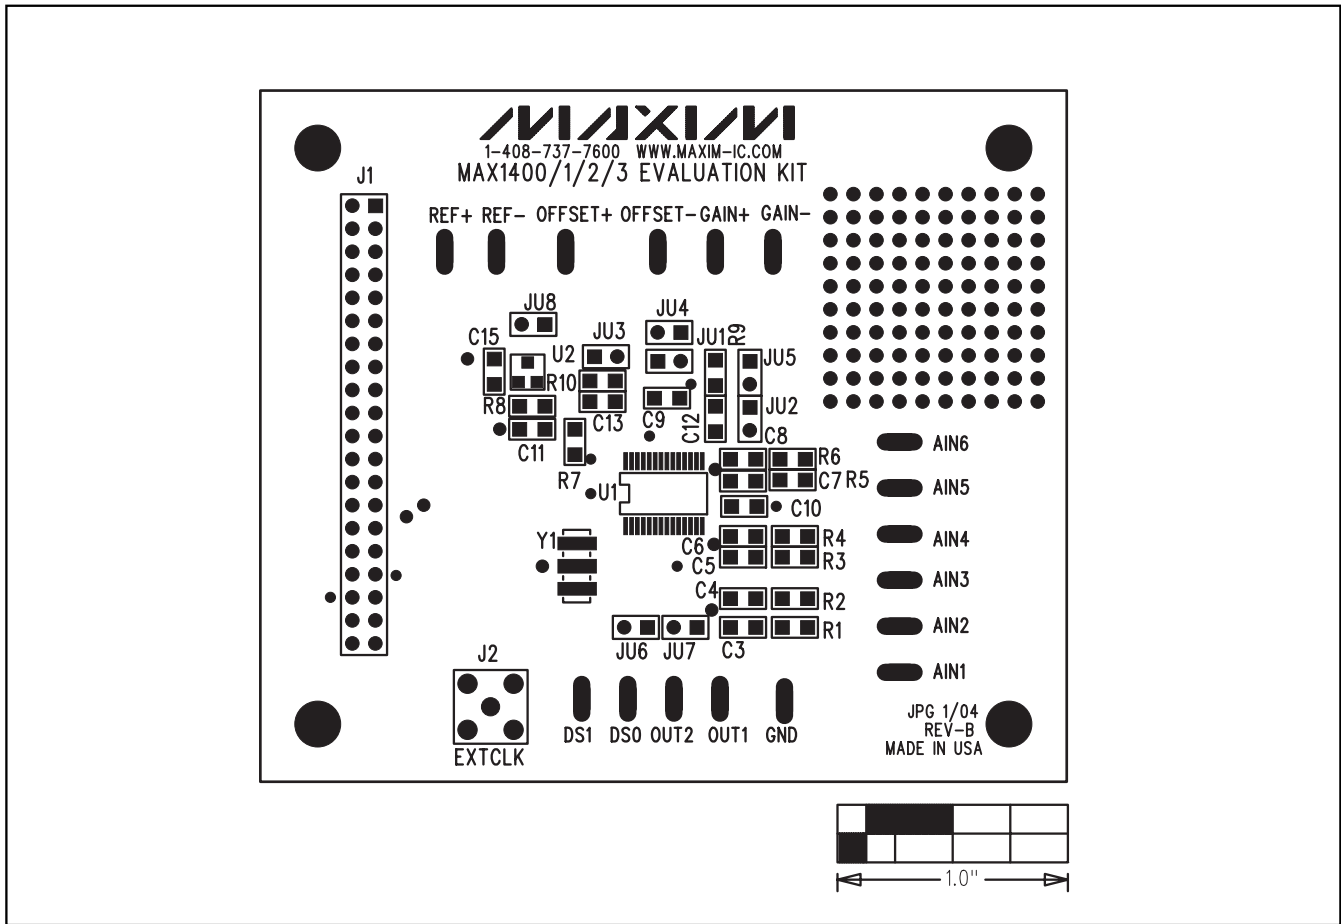 MAXIM
1-408-737-7600 WWW.MAXIM-IC.COM
MAX1400/1/2/3 EVALUATION KIT
J1
REF+ REF- OFFSET+ OFFSET- GAIN+ GAIN-
JU8
JU4
C15
JU3
JU1
R9
U2
JU5
R10
R8
JU2
C9
C13
C12
C11
C8
R6
R7
C7
R5
U1
C10
Y1
C6
R4
C5
R3
C4
R2
R1
JU6
JU7
C3
J2
EXTCLK
DS1
DS0
OUT2
OUT1
GND
AIN6
AIN5
AIN4
AIN3
AIN2
AIN1
JPG 1/04
REV-B
MADE IN USA
1.0"